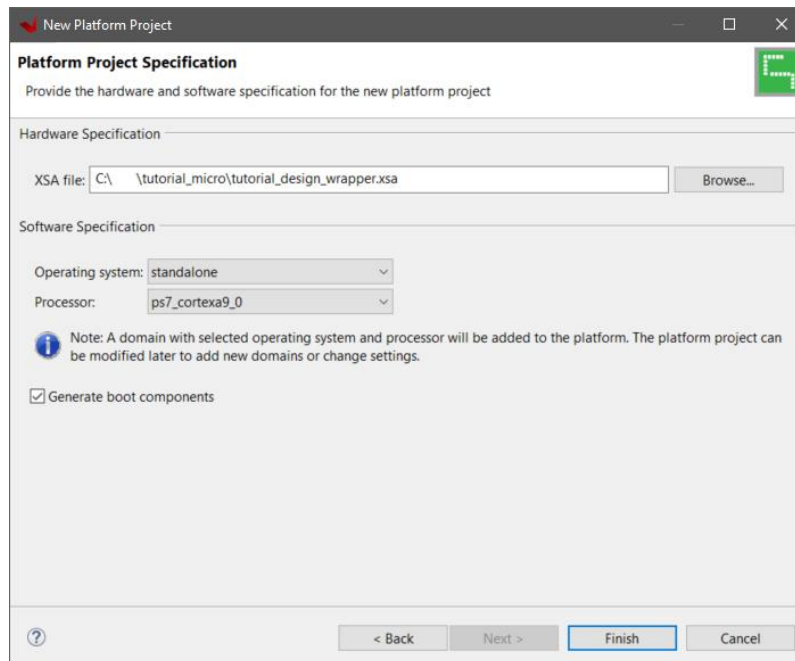 New Platform Project
Platform Project Specification
Provide the hardware and software specification for the new platform project
Hardware Specification
XSA file: C:\ \tutorial_micro\tutorial_design_wrapper.xsa Browse...
Software Specification
Operating system: standalone
Processor: ps7_cortexa9_0
Note: A domain with selected operating system and processor will be added to the platform. The platform project can
be modified later to add new domains or change settings.
Generate boot components
< Back Next > Finish Cancel